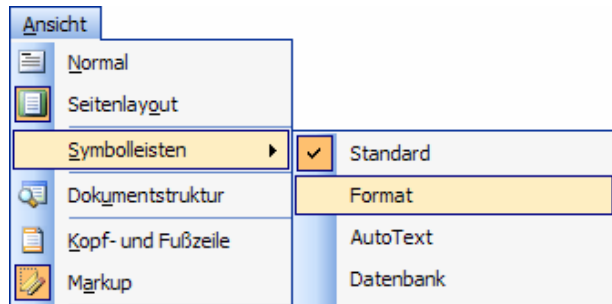 Ansicht
Normal
Seitenlayout
Symbolleisten
Standard
Dokumentstruktur
Format
Kopf- und Fußzeile
AutoText
Markup
Datenbank